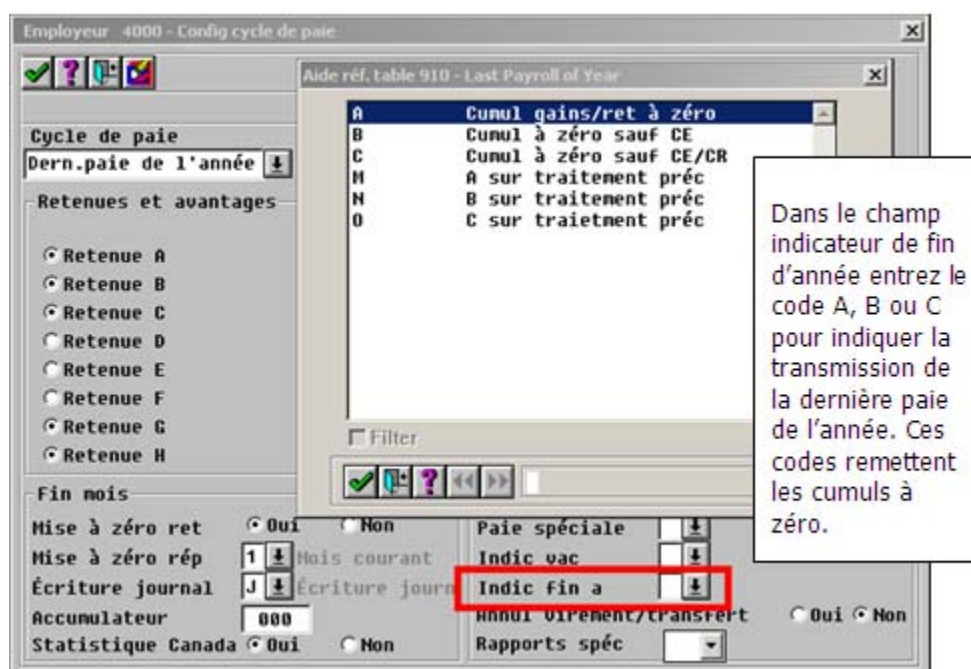 Employeur 4000 - Config cycle de paie
Aide réf. table 910 - Last Payroll of Year
Cycle de paie
Dern.paie de l'année
Retenues et avantages
Retenue A
Retenue B
Retenue C
Retenue D
Retenue E
Retenue F
Retenue G
Retenue H
A Cumul gains/ret à zéro
B Cumul à zéro sauf CE
C Cumul à zéro sauf CE/CR
M A sur traitement préc
N B sur traitement préc
O C sur traietment préc
Filter
Dans le champ
indicateur de fin
d'année entrez le
code A, B ou C
pour indiquer la
transmission de
la dernière paie
de l'année. Ces
codes remettent
les cumuls à
zéro.
Fin mois
Mise à zéro ret Oui Non
Mise à zéro rép 1 Mois courant
Écriture journal J Écriture journ
Accumulateur 000
Statistique Canada Oui Non
Paie spéciale
Indic vac
Indic fin a
Annul virement/transfert Oui Non
Rapports spéc